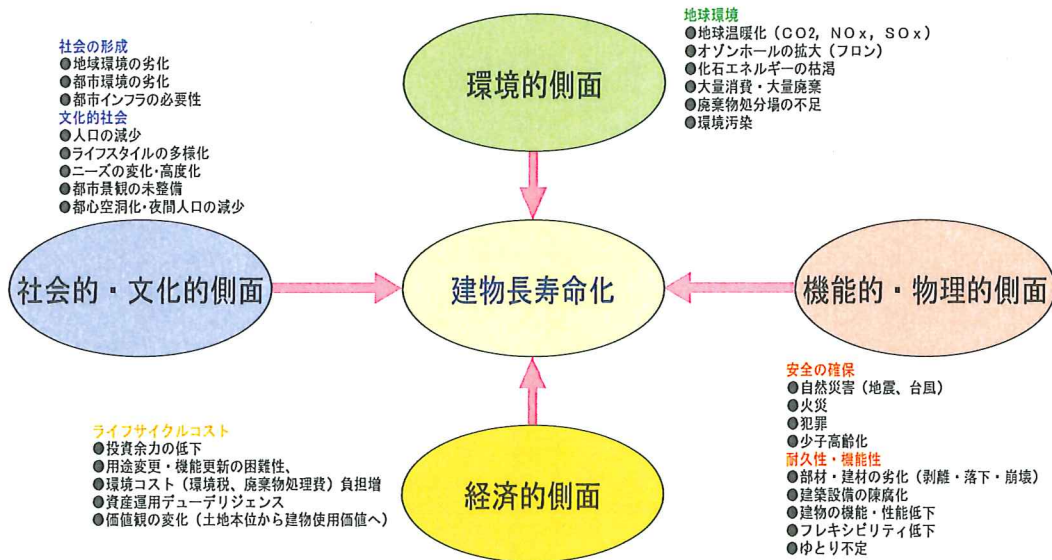 地球環境
●地球温暖化(CO2, NOx, SOx)
●オゾンホールの拡大(フロン)
●化石エネルギーの枯渇
●大量消費・大量廃棄
●廃棄物処分場の不足
●環境汚染
環境的側面
社会の形成
●地域環境の劣化
●都市環境の劣化
●都市インフラの必要性
文化的社会
●人口の減少
●ライフスタイルの多様化
●ニーズの変化・高度化
●都市景観の未整備
●都心空洞化・夜間人口の減少
社会的・文化的側面
建物長寿命化
機能的・物理的側面
安全の確保
●自然災害(地震、台風)
●火災
●犯罪
●少子高齢化
耐久性・機能性
●部材・建材の劣化(剥離・落下・崩壊)
●建築設備の陳腐化
●建物の機能・性能低下
●フレキシビリティ低下
●ゆとり不定
ライフサイクルコスト
●投資余力の低下
●用途変更・機能更新の困難性、
●環境コスト(環境税、廃棄物処理費)負担増
●資産運用デューデリジェンス
●価値観の変化(土地本位から建物使用価値へ)
経済的側面